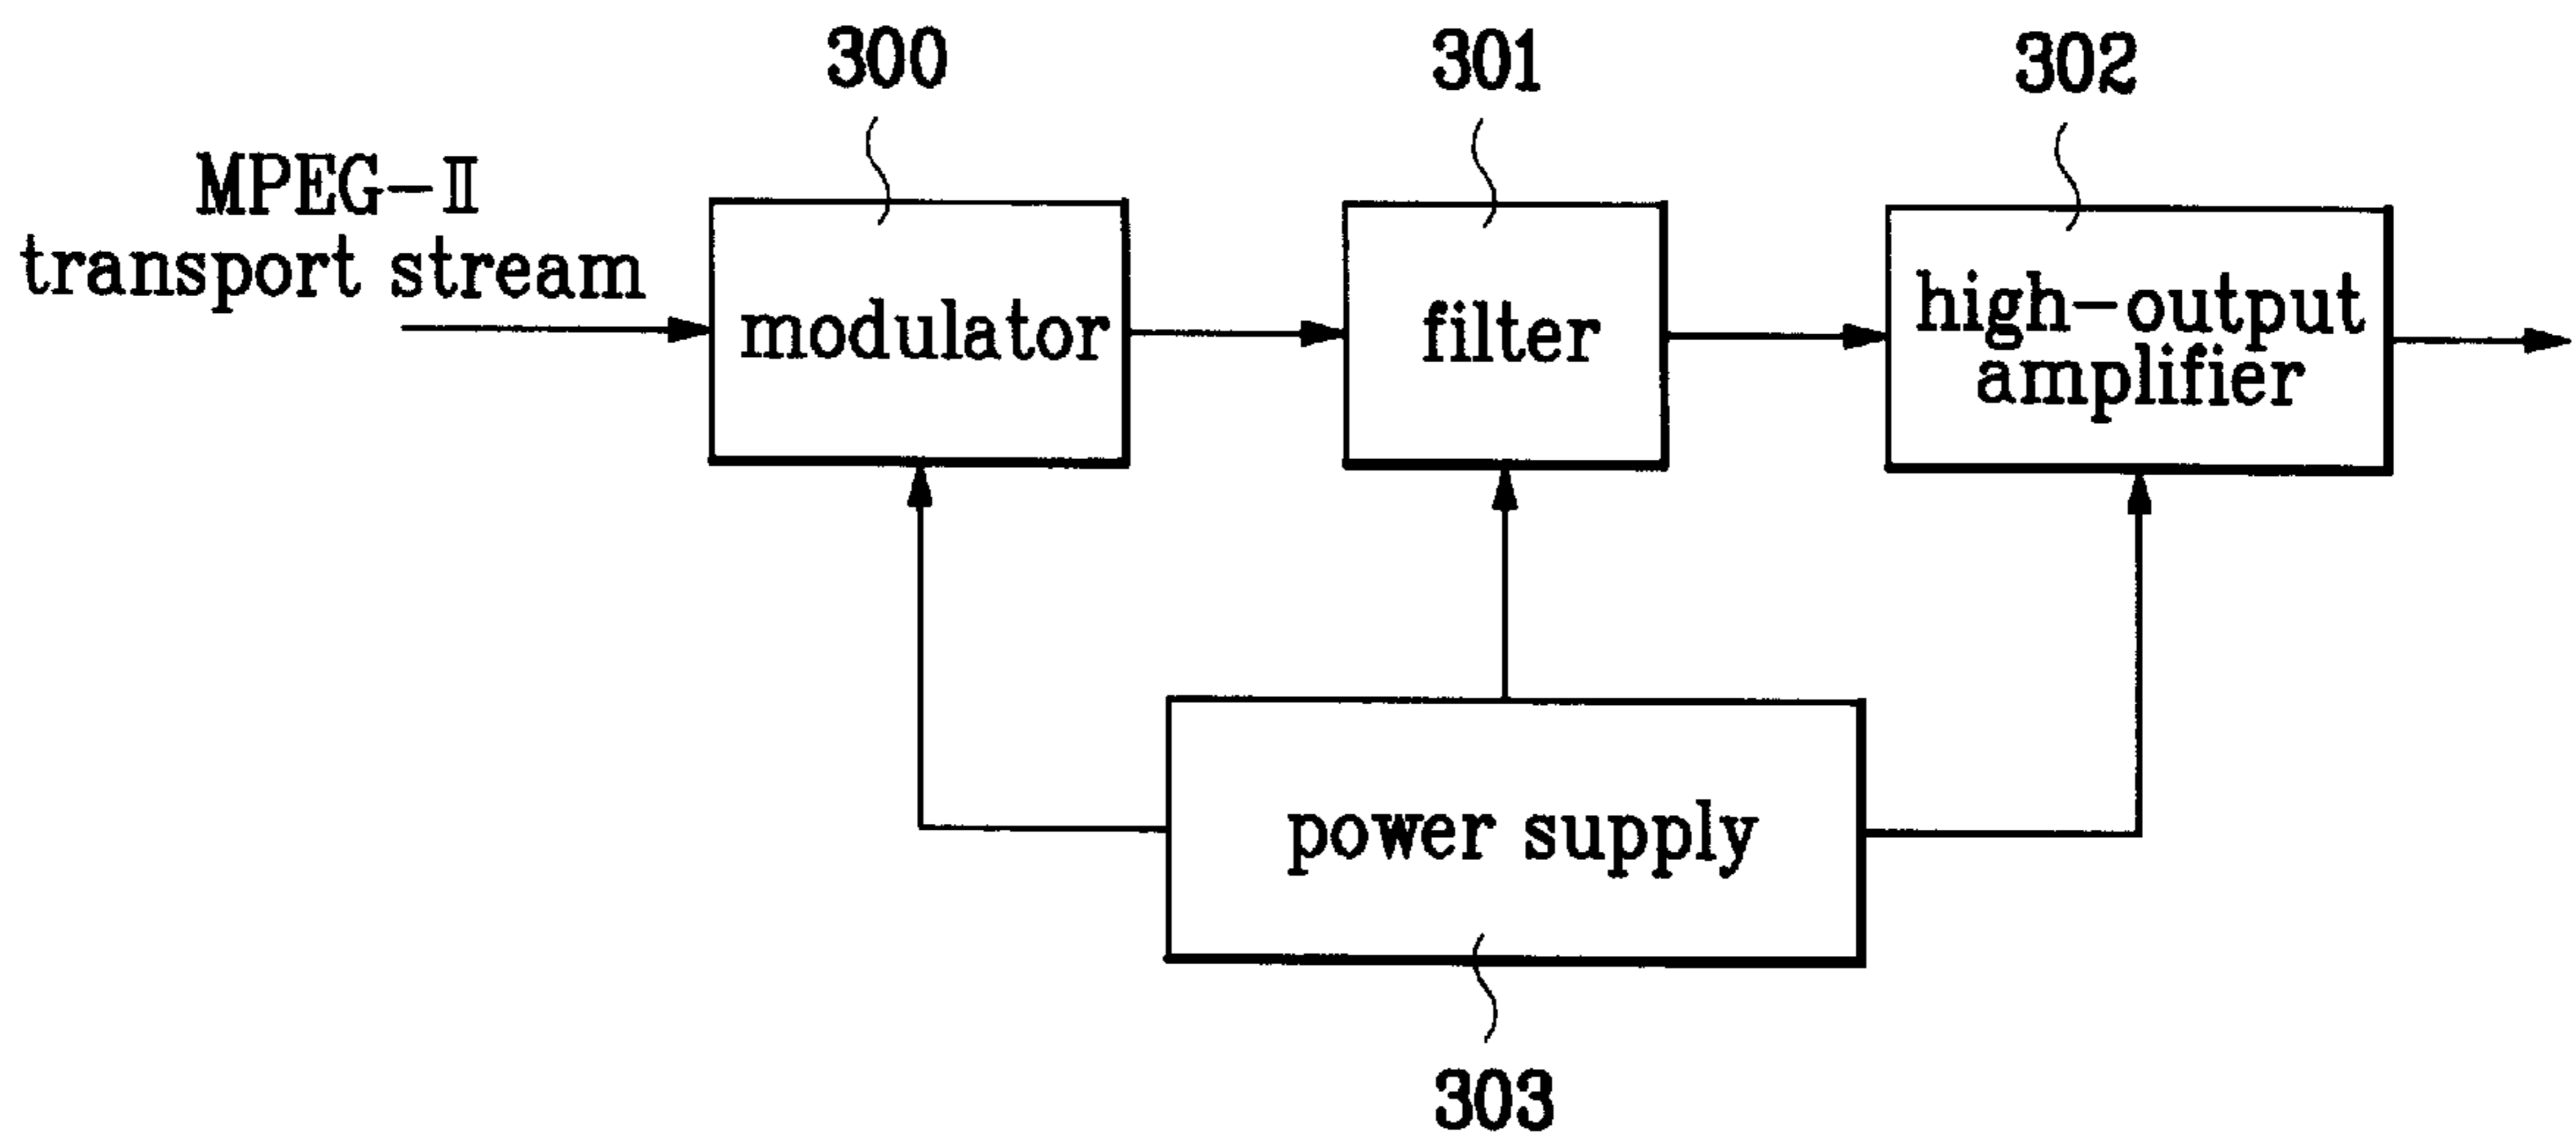 300
301
302
MPEG-II
transport stream
modulator
filter
high-output
amplifier
power supply
303